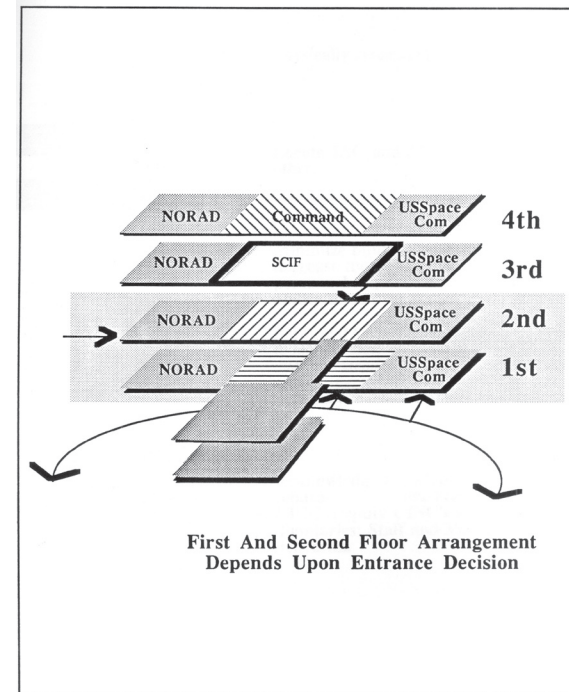 NORAD Command USSpace Com 4th
NORAD SCIF USSpace Com 3rd
NORAD USSpace Com 2nd
NORAD USSpace Com 1st
First And Second Floor Arrangement
Depends Upon Entrance Decision